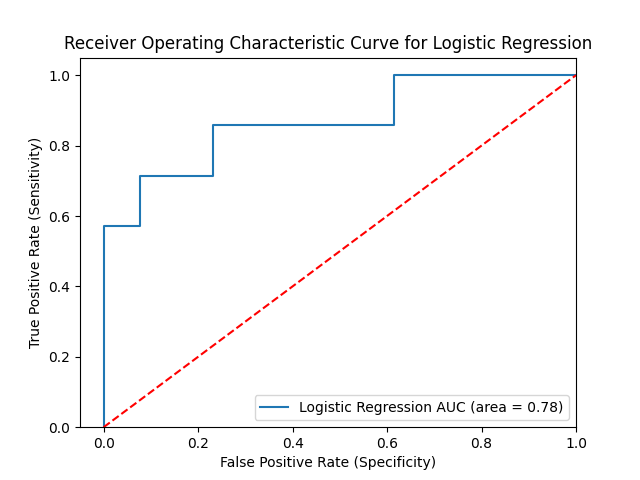 Receiver Operating Characteristic Curve for Logistic Regression
True Positive Rate (Sensitivity)
1.0
0.8
0.6
0.4
0.2
0.0
Logistic Regression AUC (area = 0.78)
0.0 0.2 0.4 0.6 0.8 1.0
False Positive Rate (Specificity)